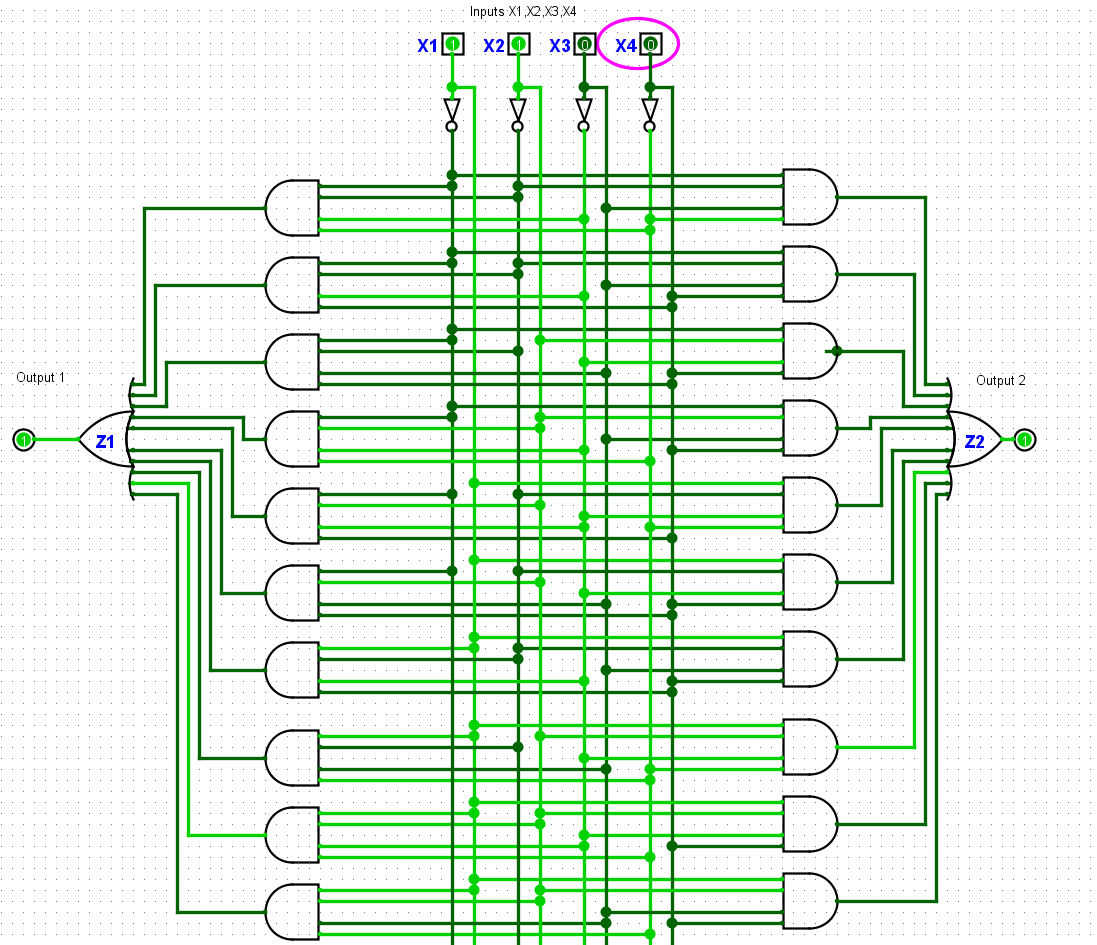 Inputs X1,X2,X3,X4
X1 1 X2 1 X3 0 X4 0
Output 1
Output 2
1 Z1
Z2 1